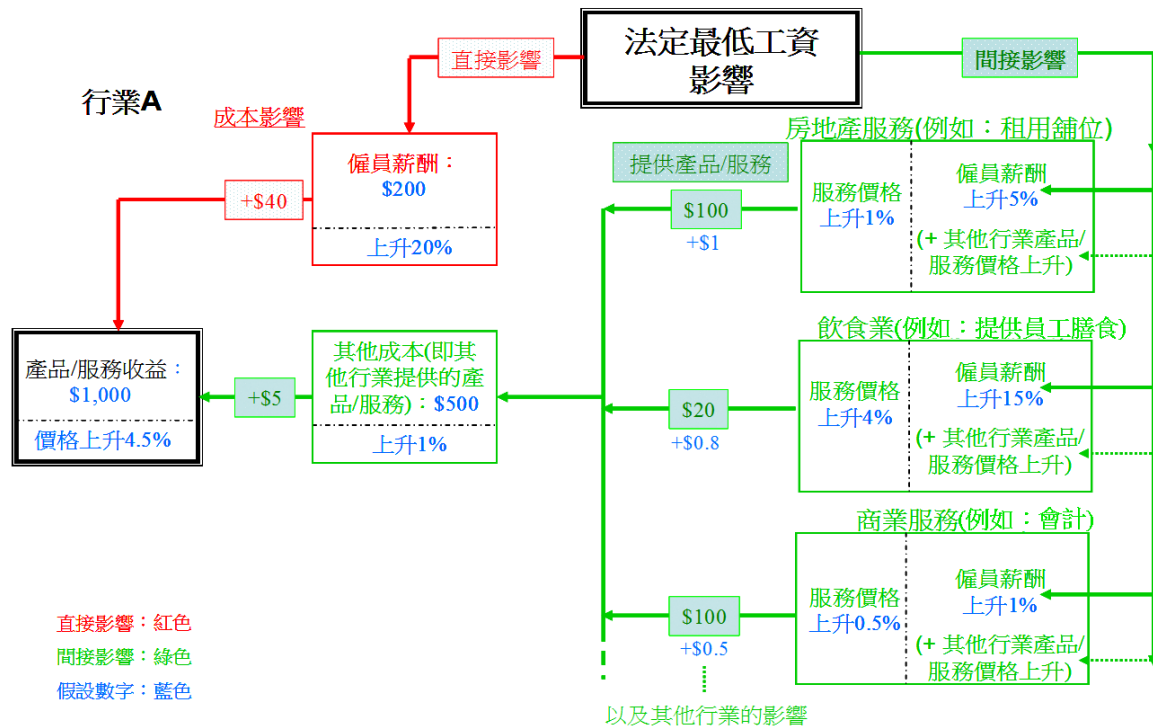 法定最低工資
影響
直接影響
間接影響
行業A
成本影響
僱員薪酬：
$200
上升20%
+$40
產品/服務收益：
$1,000
價格上升4.5%
+$5
其他成本(即其
他行業提供的產
品/服務)：$500
上升1%
提供產品/服務
房地產服務(例如：租用舖位)
$100
+$1
服務價格
上升1%
僱員薪酬
上升5%
(+ 其他行業產品/
服務價格上升)
飲食業(例如：提供員工膳食)
$20
+$0.8
服務價格
上升4%
僱員薪酬
上升15%
(+ 其他行業產品/
服務價格上升)
商業服務(例如：會計)
$100
+$0.5
服務價格
上升0.5%
僱員薪酬
上升1%
(+ 其他行業產品/
服務價格上升)
以及其他行業的影響
直接影響：紅色
間接影響：綠色
假設數字：藍色